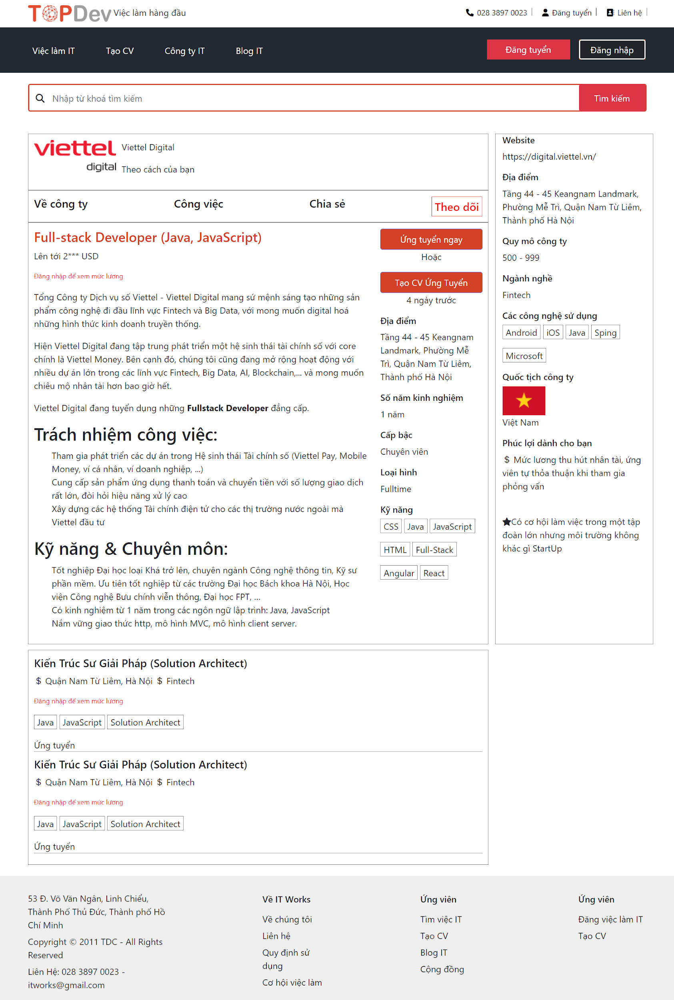 TOPDev Việc làm hàng đầu
028 3897 0023
Đăng tuyển
Liên hệ
Việc làm IT
Tạo CV
Công ty IT
Blog IT
Đăng tuyển
Đăng nhập
Nhập từ khoá tìm kiếm
Tìm kiếm
viettel
digital
Viettel Digital
Theo cách của bạn
Về công ty
Công việc
Chia sẻ
Theo dõi
Full-stack Developer (Java, JavaScript)
Lên tới 2*** USD
Đăng nhập để xem mức lương
Tổng Công ty Dịch vụ số Viettel - Viettel Digital mang sứ mệnh sáng tạo những sản
phẩm công nghệ đi đầu lĩnh vực Fintech và Big Data, với mong muốn digital hoá
những hình thức kinh doanh truyền thống.
Hiện Viettel Digital đang tập trung phát triển một hệ sinh thái tài chính số với core
chính là Viettel Money. Bên cạnh đó, chúng tôi cũng đang mở rộng hoạt động với
nhiều dự án lớn trong các lĩnh vực Fintech, Big Data, AI, Blockchain,... và mong muốn
chiêu mộ nhân tài hơn bao giờ hết.
Viettel Digital đang tuyển dụng những Fullstack Developer đẳng cấp.
Trách nhiệm công việc:
Tham gia phát triển các dự án trong Hệ sinh thái Tài chính số (Viettel Pay, Mobile
Money, ví cá nhân, ví doanh nghiệp, ...)
Cung cấp sản phẩm ứng dụng thanh toán và chuyển tiền với số lượng giao dịch
rất lớn, đòi hỏi hiệu năng xử lý cao
Xây dựng các hệ thống Tài chính điện tử cho các thị trường nước ngoài mà
Viettel đầu tư
Kỹ năng & Chuyên môn:
Tốt nghiệp Đại học loại Khá trở lên, chuyên ngành Công nghệ thông tin, Kỹ sư
phần mềm. Ưu tiên tốt nghiệp từ các trường Đại học Bách khoa Hà Nội, Học
viện Công nghệ Bưu chính viễn thông, Đại học FPT, ...
Có kinh nghiệm từ 1 năm trong các ngôn ngữ lập trình: Java, JavaScript
Nắm vững giao thức http, mô hình MVC, mô hình client server.
Ứng tuyển ngay
Hoặc
Tạo CV Ứng Tuyển
4 ngày trước
Địa điểm
Tầng 44 - 45 Keangnam
Landmark, Phường Mễ
Trì, Quận Nam Từ Liêm,
Thành phố Hà Nội
Số năm kinh nghiệm
1 năm
Cấp bậc
Chuyên viên
Loại hình
Fulltime
Kỹ năng
CSS Java JavaScript
HTML Full-Stack
Angular React
Website
https://digital.viettel.vn/
Địa điểm
Tầng 44 - 45 Keangnam Landmark,
Phường Mễ Trì, Quận Nam Từ Liêm,
Thành phố Hà Nội
Quy mô công ty
500 - 999
Ngành nghề
Fintech
Các công nghệ sử dụng
Android iOS Java Sping
Microsoft
Quốc tịch công ty
Việt Nam
Phúc lợi dành cho bạn
$ Mức lương thu hút nhân tài, ứng
viên tự thỏa thuận khi tham gia
phỏng vấn
Có cơ hội làm việc trong một tập
đoàn lớn nhưng môi trường không
khác gì StartUp
Kiến Trúc Sư Giải Pháp (Solution Architect)
$ Quận Nam Từ Liêm, Hà Nội $ Fintech
Đăng nhập để xem mức lương
Java JavaScript Solution Architect
Ứng tuyển
Kiến Trúc Sư Giải Pháp (Solution Architect)
$ Quận Nam Từ Liêm, Hà Nội $ Fintech
Đăng nhập để xem mức lương
Java JavaScript Solution Architect
Ứng tuyển
53 Đ. Võ Văn Ngân, Linh Chiểu,
Thành Phố Thủ Đức, Thành phố Hồ
Chí Minh
Copyright © 2011 TDC - All Rights
Reserved
Liên Hệ: 028 3897 0023 -
itworks@gmail.com
Về IT Works
Về chúng tôi
Liên hệ
Quy định sử
dụng
Cơ hội việc làm
Ứng viên
Tìm việc IT
Tạo CV
Blog IT
Cộng đồng
Ứng viên
Đăng việc làm IT
Tạo CV